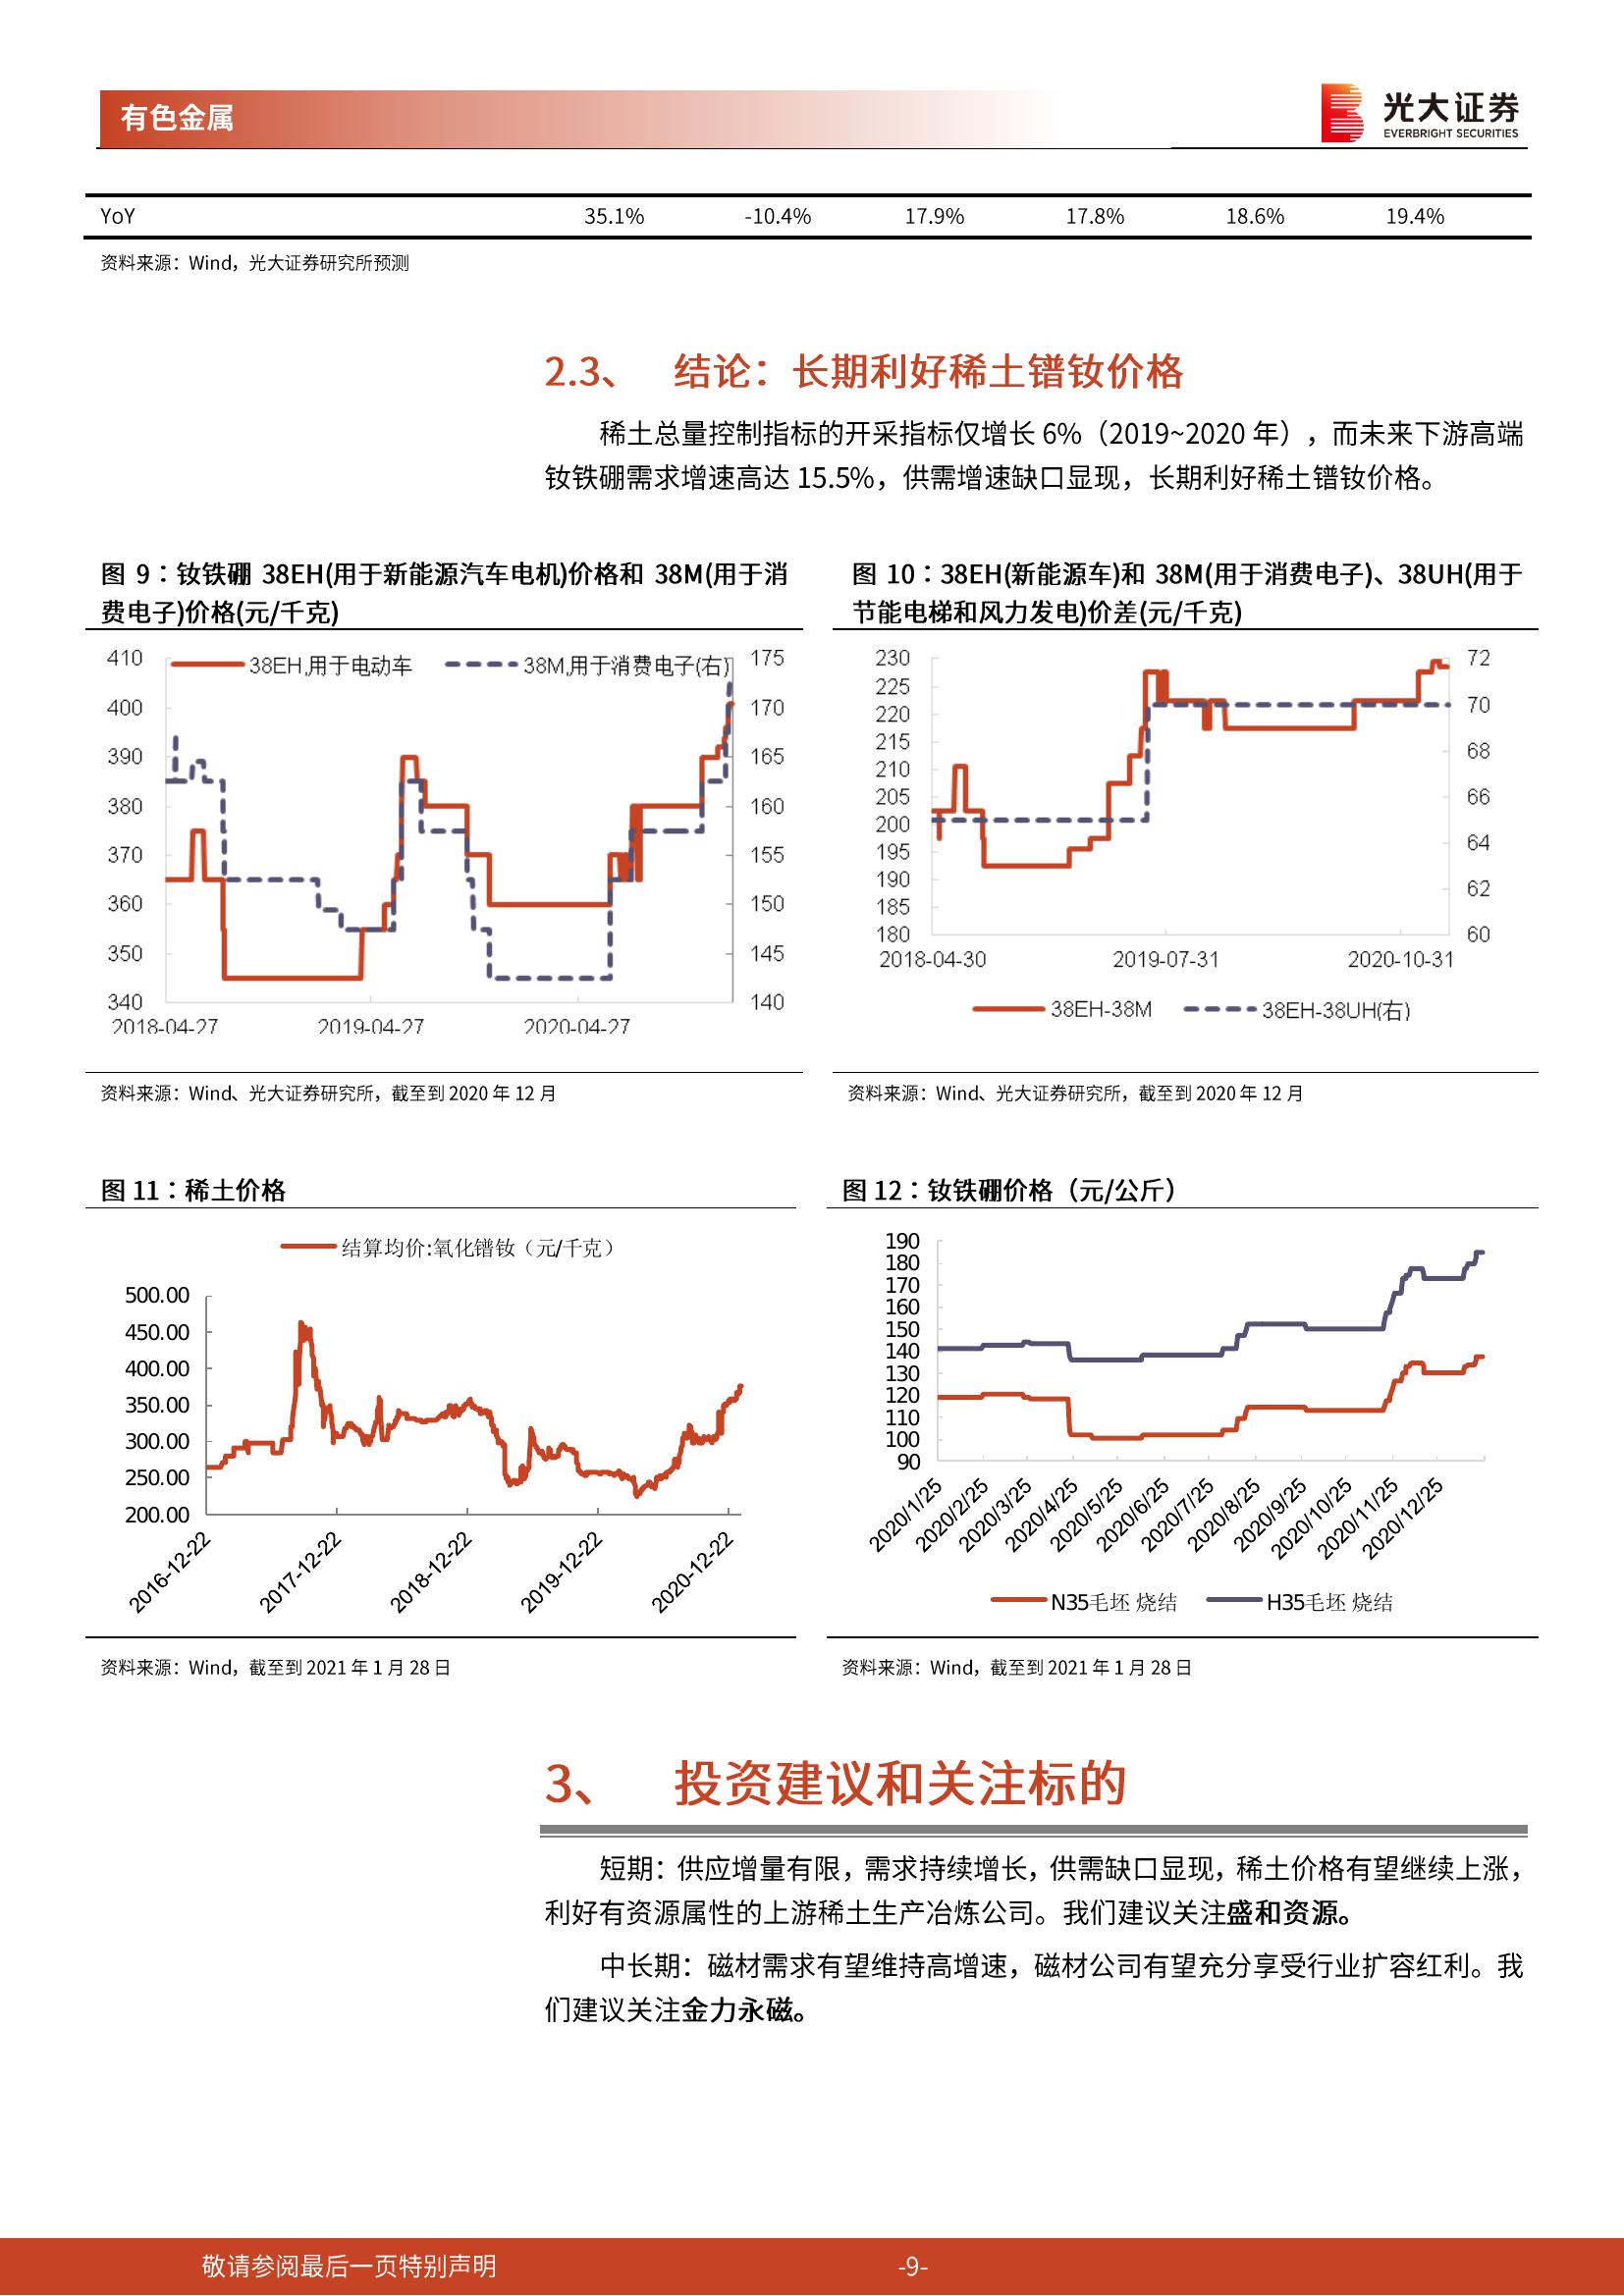 有色金属
光大证券
EVERBRIGHT SECURITIES
YoY 35.1% -10.4% 17.9% 17.8% 18.6% 19.4%
资料来源：Wind，光大证券研究所预测
2.3、 结论：长期利好稀土镨钕价格
稀土总量控制指标的开采指标仅增长 6%（2019~2020 年），而未来下游高端
钕铁硼需求增速高达 15.5%，供需增速缺口显现，长期利好稀土镨钕价格。
图 9：钕铁硼 38EH(用于新能源汽车电机)价格和 38M(用于消
费电子)价格(元/千克)
38EH,用于电动车 38M,用于消费电子(右)
410
400
390
380
370
360
350
340
175
170
165
160
155
150
145
140
2018-04-27 2019-04-27 2020-04-27
资料来源：Wind、光大证券研究所，截至到 2020 年 12 月
图 10：38EH(新能源车)和 38M(用于消费电子)、38UH(用于
节能电梯和风力发电)价差(元/千克)
230
225
220
215
210
205
200
195
190
185
180
72
70
68
66
64
62
60
2018-04-30 2019-07-31 2020-10-31
38EH-38M 38EH-38UH(右)
资料来源：Wind、光大证券研究所，截至到 2020 年 12 月
图 11：稀土价格
结算均价:氧化镨钕（元/千克）
500.00
450.00
400.00
350.00
300.00
250.00
200.00
2016-12-22 2017-12-22 2018-12-22 2019-12-22 2020-12-22
资料来源：Wind，截至到 2021 年 1 月 28 日
图 12：钕铁硼价格（元/公斤）
190
180
170
160
150
140
130
120
110
100
90
2020/1/25 2020/2/25 2020/3/25 2020/4/25 2020/5/25 2020/6/25 2020/7/25 2020/8/25 2020/9/25 2020/10/25 2020/11/25 2020/12/25
N35毛坯 烧结 H35毛坯 烧结
资料来源：Wind，截至到 2021 年 1 月 28 日
3、 投资建议和关注标的
短期：供应增量有限，需求持续增长，供需缺口显现，稀土价格有望继续上涨，
利好有资源属性的上游稀土生产冶炼公司。我们建议关注盛和资源。
中长期：磁材需求有望维持高增速，磁材公司有望充分享受行业扩容红利。我
们建议关注金力永磁。
敬请参阅最后一页特别声明
-9-